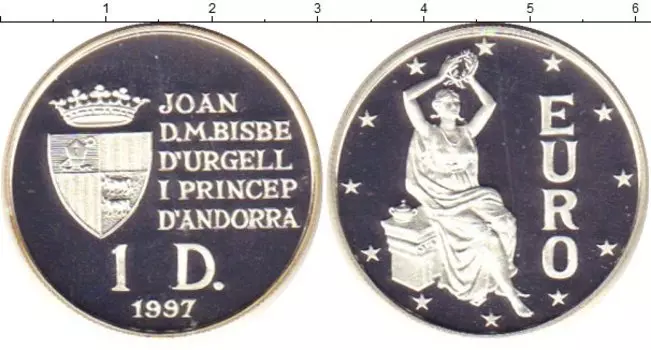 1 2 3 4 5 6
JOAN
D.M.BISBE
D'URGELL
I PRINCEP
D'ANDORRA
1 D.
1997
EURO